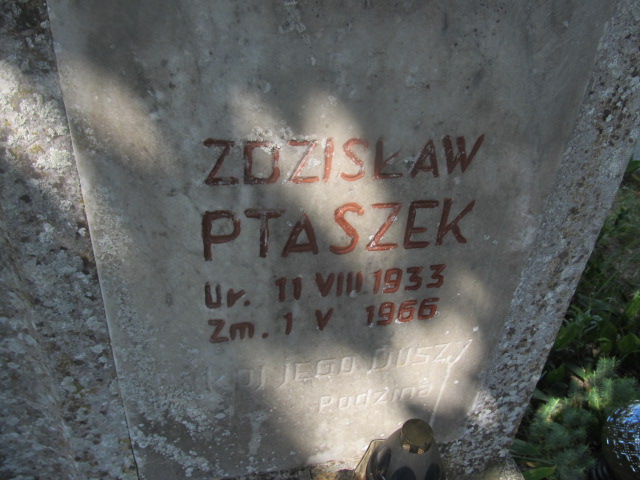 ZDZISŁAW
PTASZEK
Ur. 11 VIII 1933
Zm. 1 V 1966
JEGO DUSZY
Rodzina